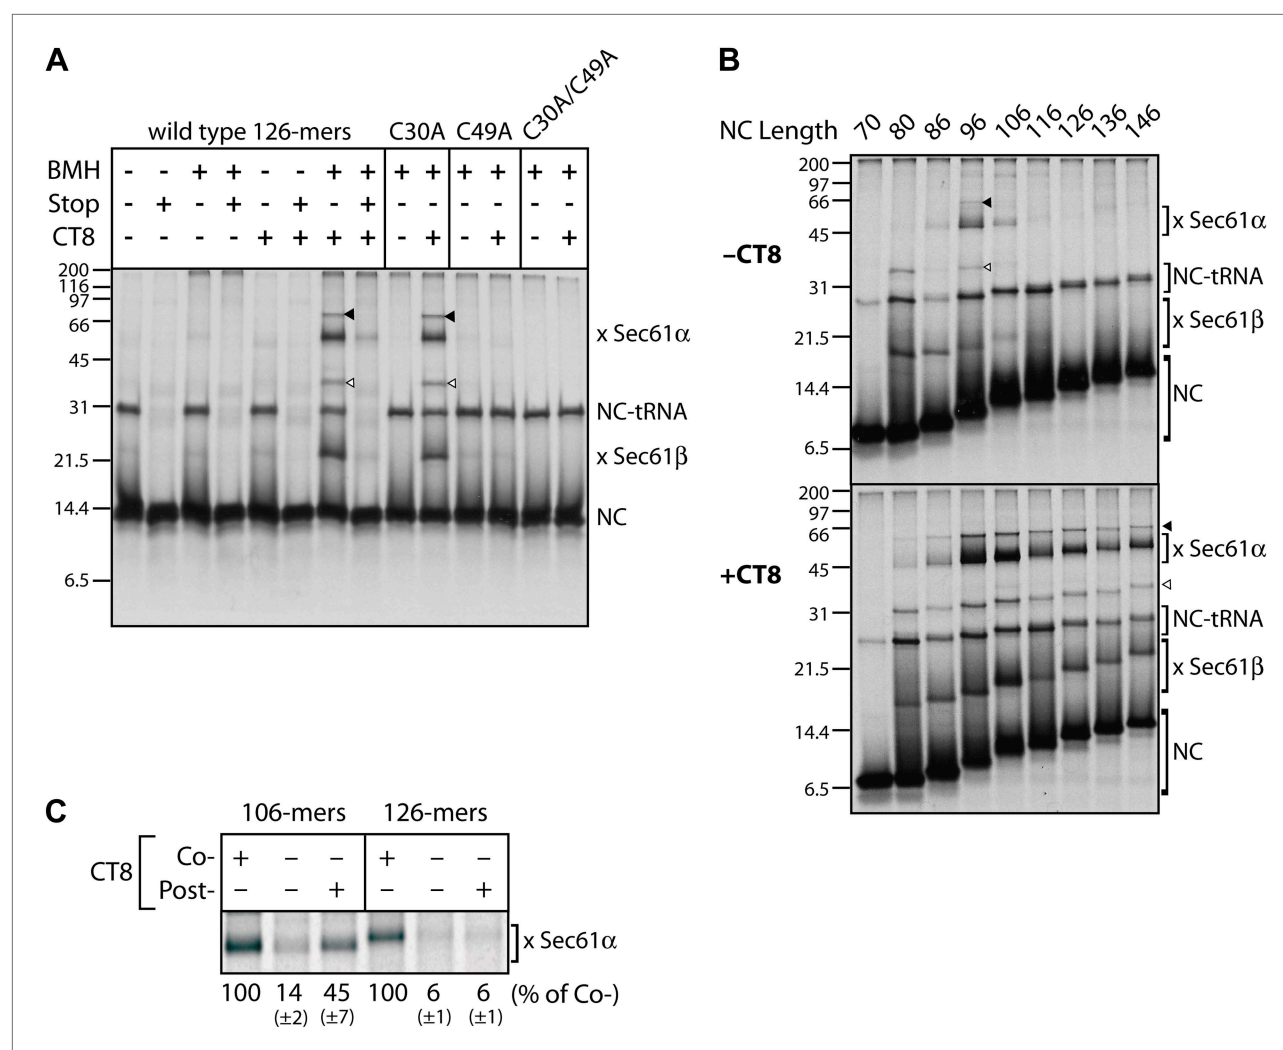 A
wild type 126-mers C30A C49A C30A/C49A
BMH - - + + - - + + + + + + + +
Stop - + - + - + - + - - - - - -
CT8 - - - - + + + + - + - + - +
200
116
97
66
x Sec61α
45
31
NC-tRNA
21.5
x Sec61β
14.4
NC
6.5
B
NC Length 70 80 86 96 106 116 126 136 146
–CT8
200
97
66
x Sec61α
45
NC-tRNA
31
x Sec61β
21.5
14.4
NC
6.5
+CT8
200
97
66
x Sec61α
45
31
NC-tRNA
21.5
x Sec61β
14.4
NC
6.5
C
106-mers 126-mers
CT8
Co- + – – + – –
Post- – – + – – +
x Sec61α
100 14 45 100 6 6 (% of Co-)
(±2) (±7) (±1) (±1)